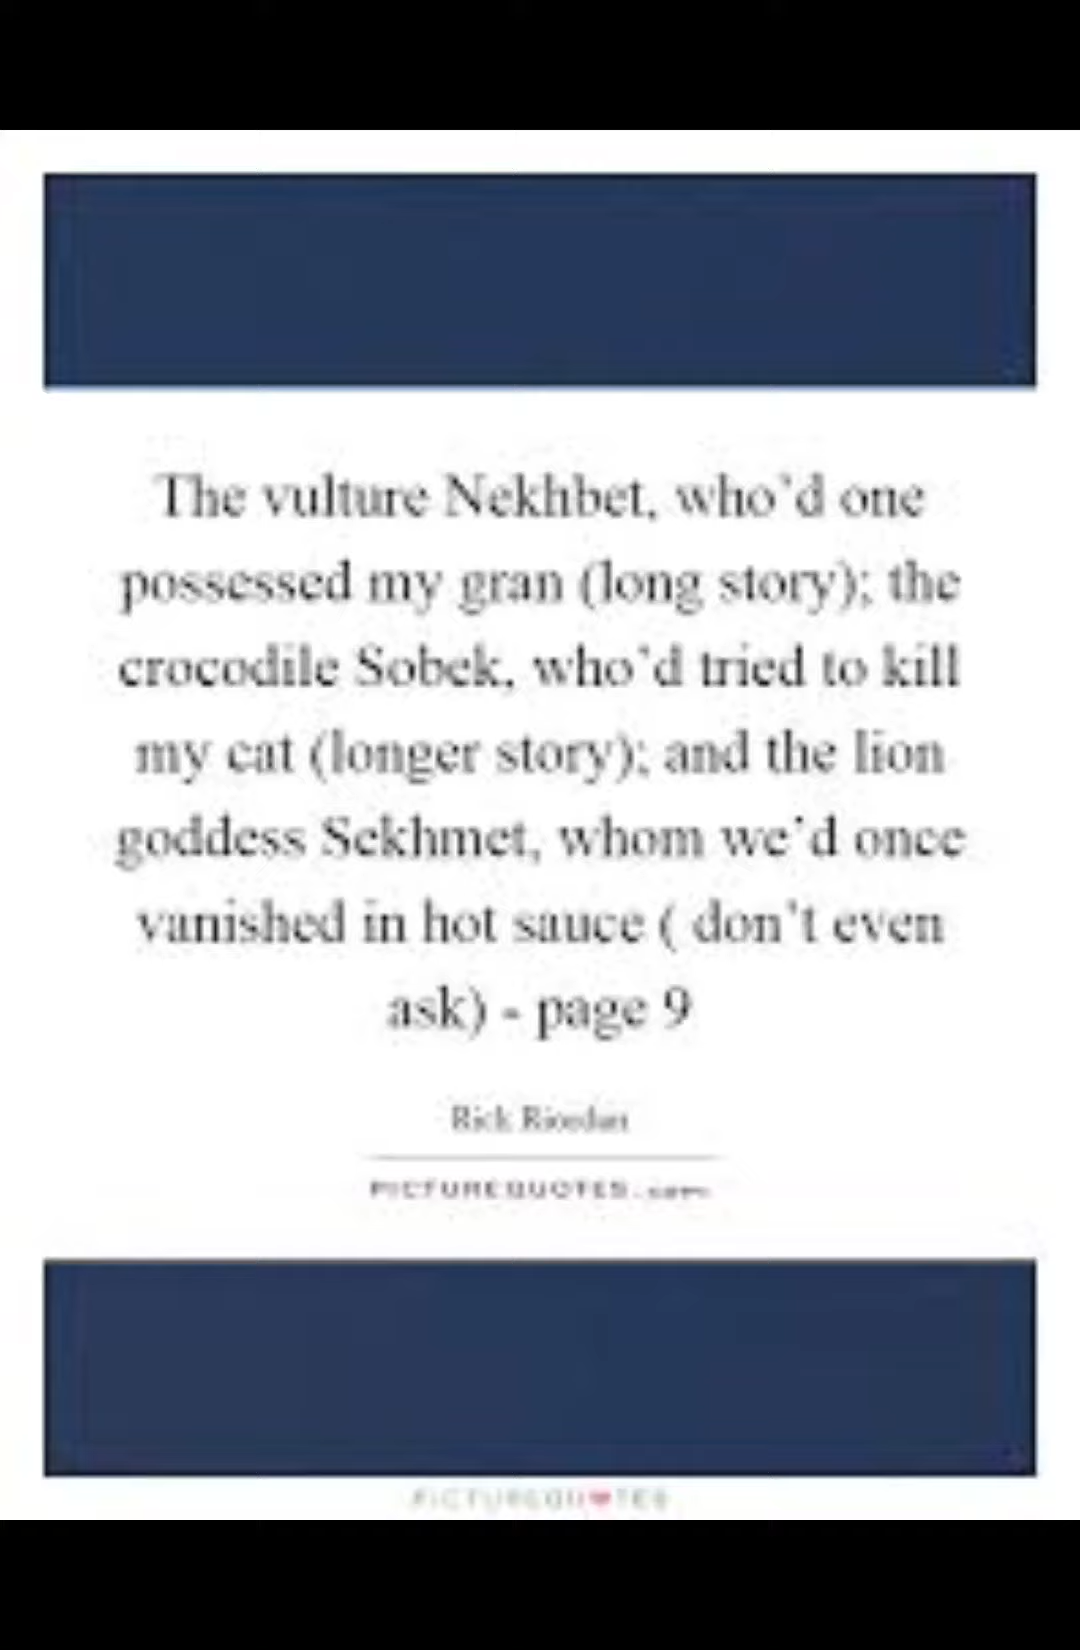 The vulture Nekhbet, who'd one
possessed my gran (long story); the
crocodile Sobek, who'd tried to kill
my cat (longer story); and the lion
goddess Sekhmet, whom we'd once
vanished in hot sauce ( don't even
ask) - page 9
Rick Riordan
PICTUREQUOTES.com
PICTUREQU❤TES